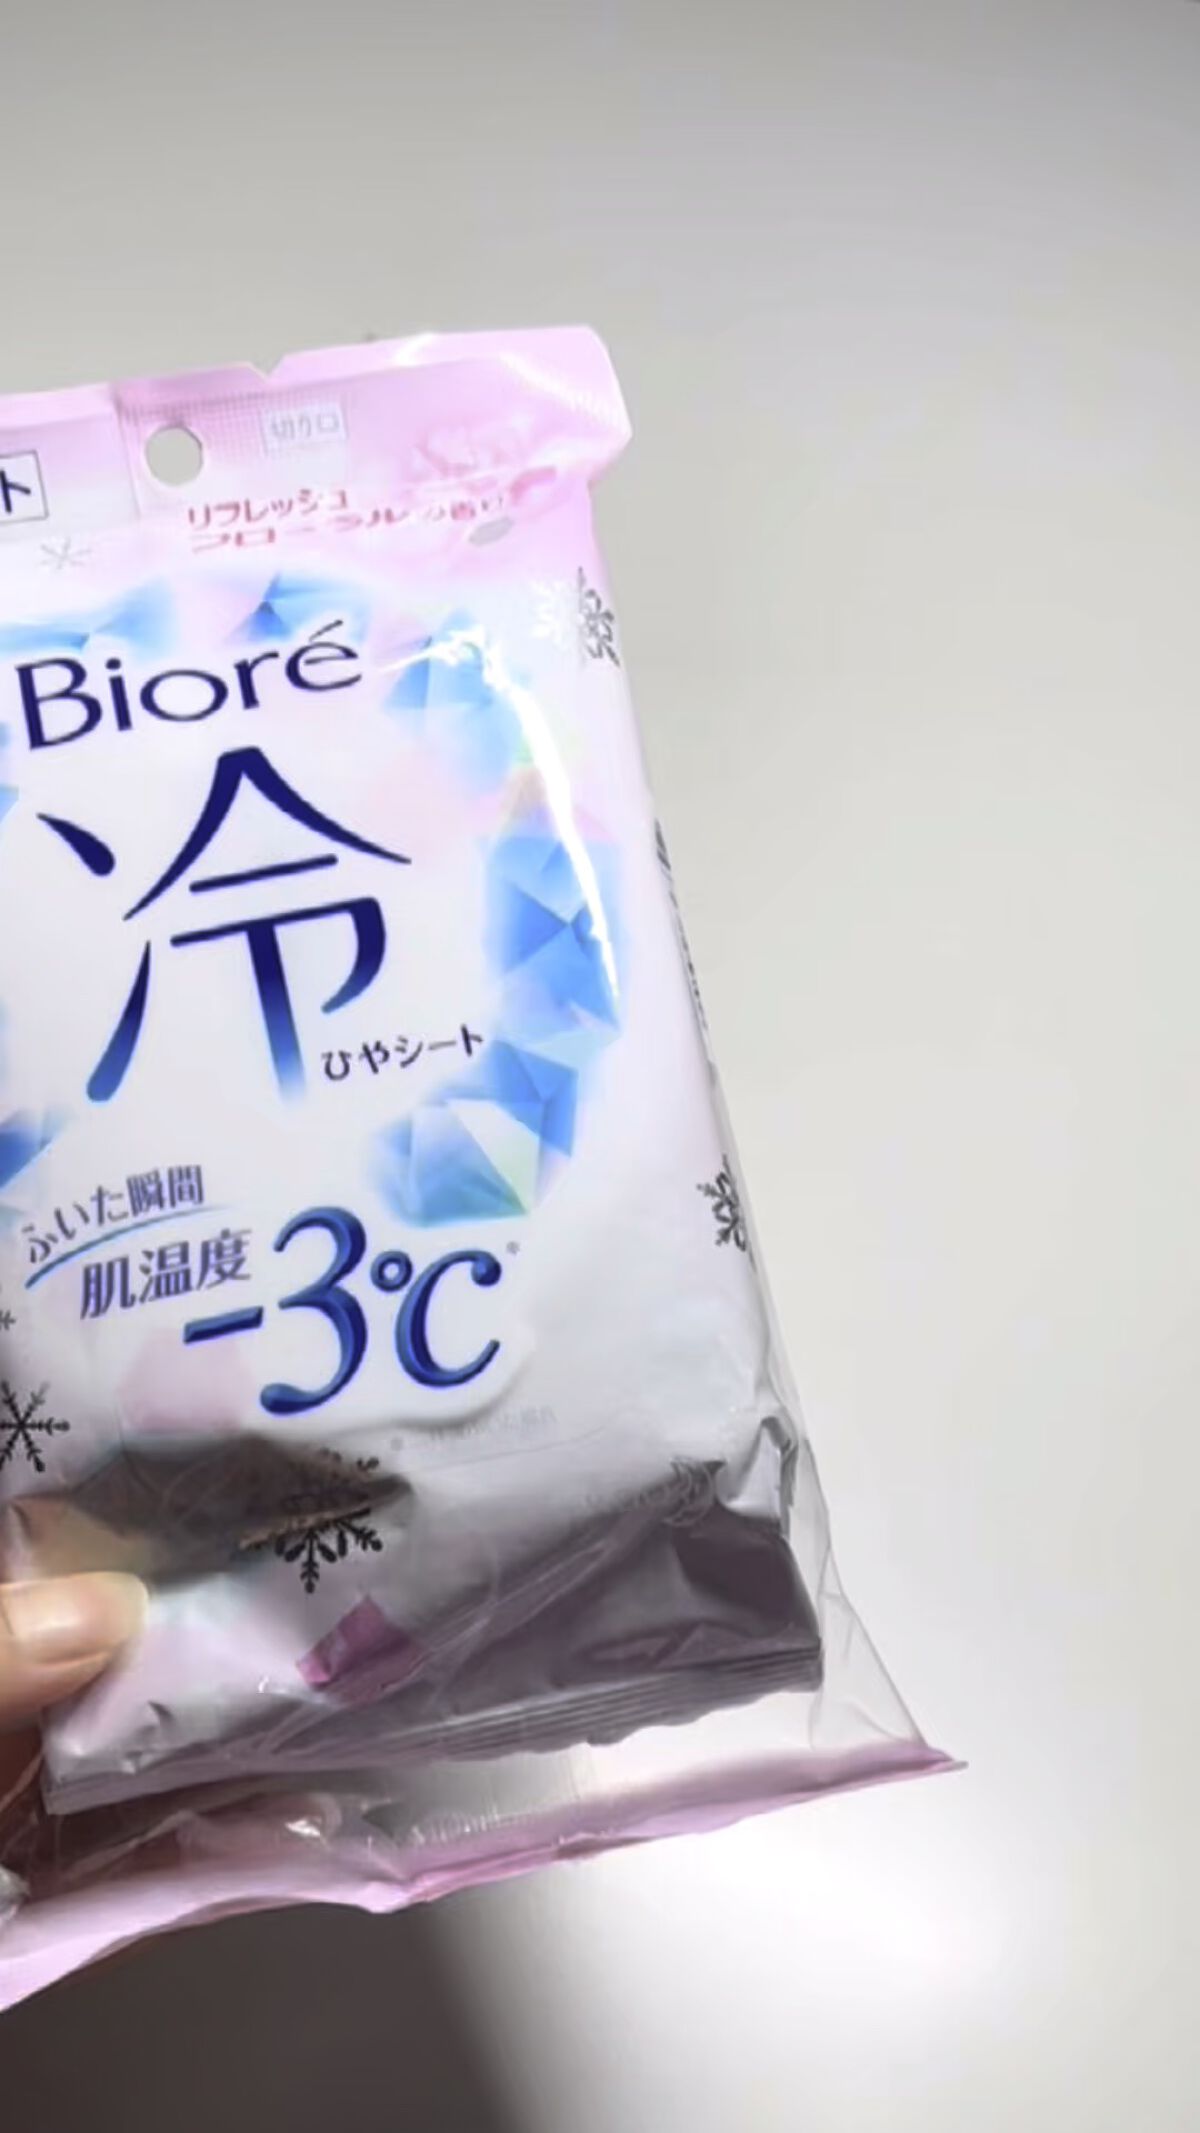 切り口
ト
リフレッシュ
フローラルの香り
Bioré
冷
ひやシート
ふいた瞬間
肌温度
-3℃*